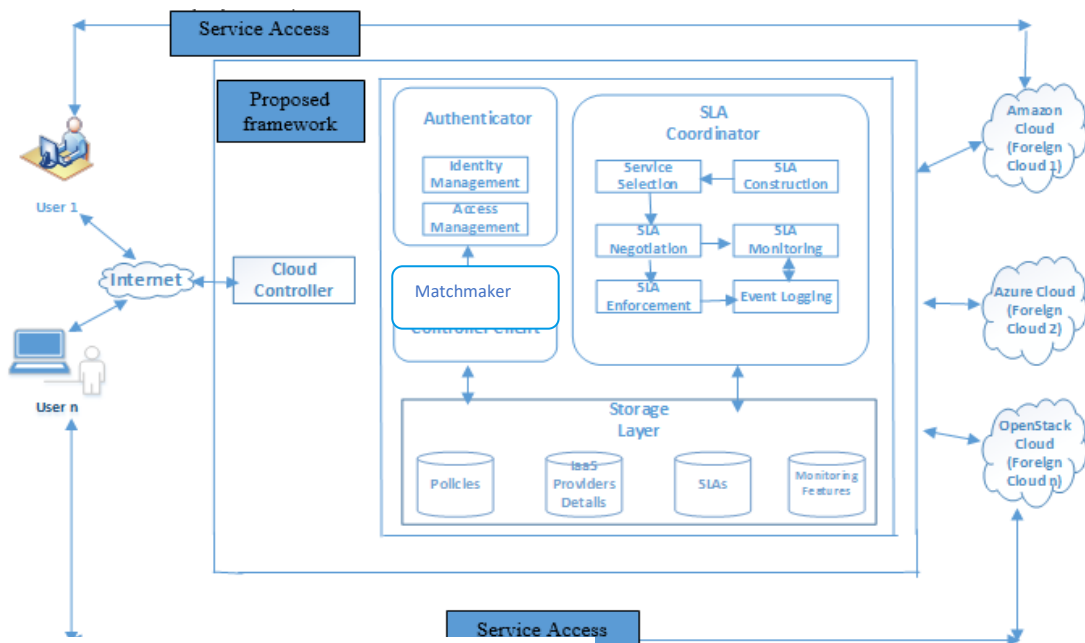 Service Access
Proposed
framework
Authenticator
Identity
Management
Access
Management
Matchmaker
Controller Client
SLA
Coordinator
Service
Selection
SLA
Construction
SLA
Negotiation
SLA
Monitoring
SLA
Enforcement
Event Logging
Amazon
Cloud
(Foreign
Cloud 1)
User 1
Internet
Cloud
Controller
Azure Cloud
(Foreign
Cloud 2)
User n
Storage
Layer
Policies
IaaS
Providers
Details
SLAs
Monitoring
Features
OpenStack
Cloud
(Foreign
Cloud n)
Service Access